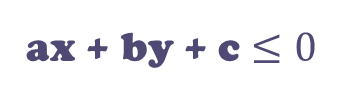 ax + by + c ≤ 0